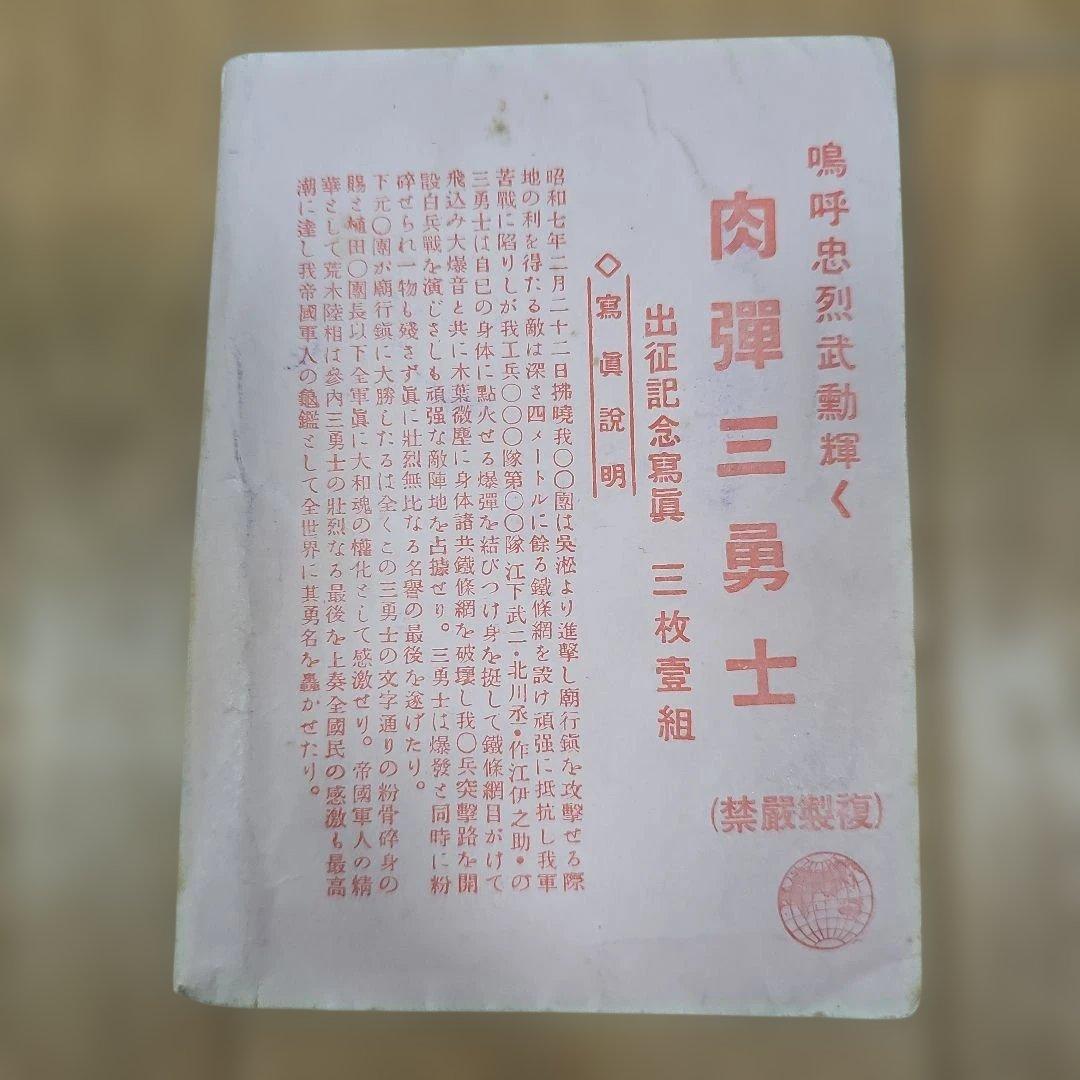 嗚呼忠烈武勳輝く
肉彈三勇士
出征記念寫眞 三枚壹組
(複製嚴禁)
◇寫眞說明
昭和七年二月二十二日拂曉我〇〇團は吳淞より進擊し廟行鎭を攻擊せる際
地の利を得たる敵は深さ四メートルに餘る鐵條網を設け頑强に抵抗し我軍
苦戰に陷りしが我工兵〇〇〇隊第〇〇隊江下武二・北川丞・作江伊之助・の
三勇士は自已の身体に點火せる爆彈を結びつけ身を挺して鐵條網目がけて
飛込み大爆音と共に木葉微塵に身体諸共鐵條網を破壞し我〇兵突擊路を開
設白兵戰を演じさしも頑强な敵陣地を占據せり。三勇士は爆發と同時に粉
碎せられ一物も殘さず眞に壯烈無比なる名譽の最後を遂げたり。
下元〇團が廟行鎭に大勝したるは全くこの三勇士の文字通りの粉骨碎身の
賜と植田〇團長以下全軍眞に大和魂の權化として感激せり。帝國軍人の精
華として荒木陸相は參內三勇士の壯烈なる最後を上奏全國民の感激も最高
潮に達し我帝國軍人の龜鑑として全世界に其勇名を轟かせたり。